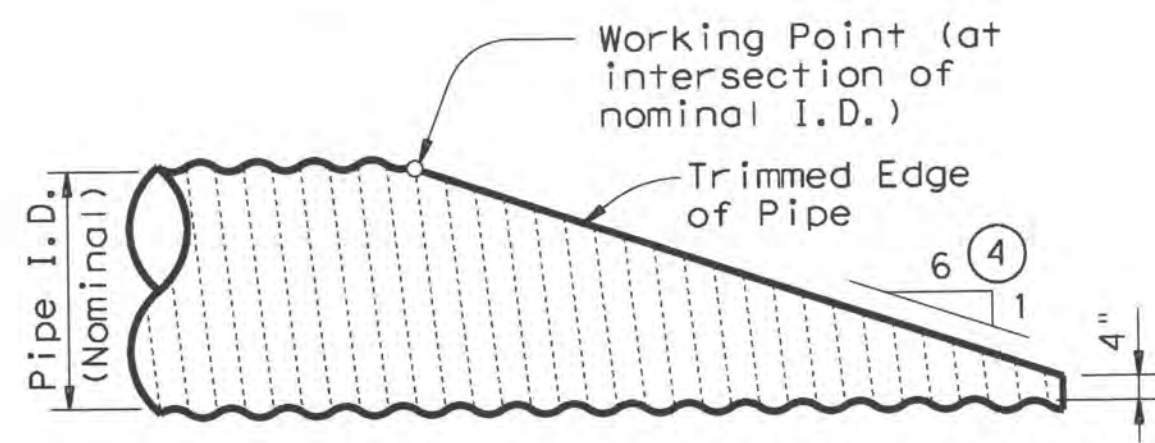 Working Point (at
intersection of
nominal I.D.)
Trimmed Edge
of Pipe
6 4
1
4"
Pipe I.D.
(Nominal)